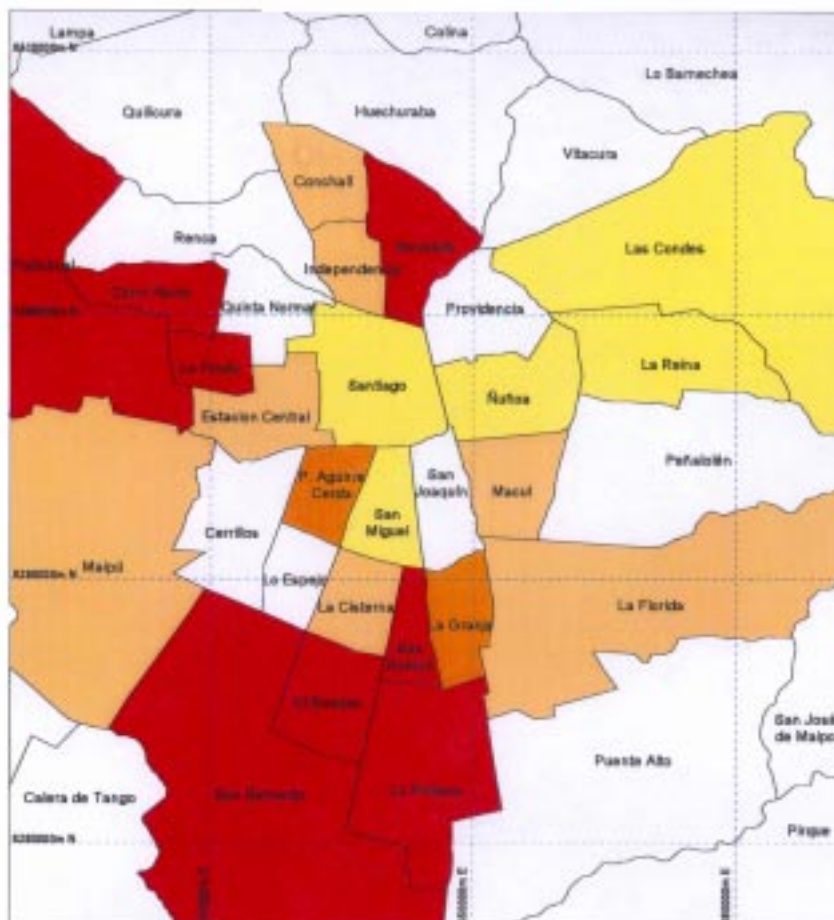 Lampa
Colina
Lo Barnechea
Quilicura
Huechuraba
Vitacura
Conchalí
Renca
Las Condes
Independencia
Quinta Normal
Providencia
La Reina
Santiago
Ñuñoa
Estacion Central
P. Aguirre
Cerda
San
Joaquín
Macul
Peñalolén
San
Miguel
Cerrillos
Maipú
Lo Espejo
La Cisterna
La Granja
La Florida
El Bosque
San José
de Maipo
Puente Alto
Calera de Tango
San Bernardo
La Pintana
Pirque